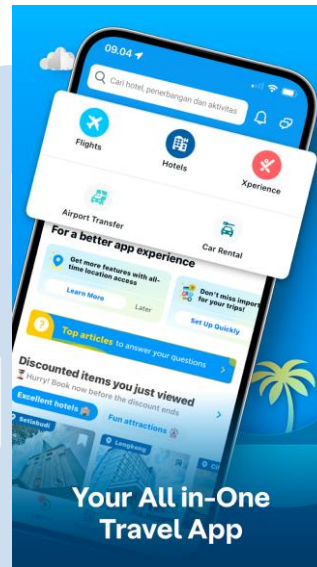 09.04
Cari hotel, penerbangan dan aktivitas
Flights
Hotels
Xperience
Airport Transfer
Car Rental
For a better app experience
Get more features with all-
time location access
Learn More
Later
Don't miss import
for your trips!
Set Up Quickly
Top articles to answer your questions
Discounted items you just viewed
Hurry! Book now before the discount ends
Excellent hotels
Fun attractions
Setiabudi
Lengkong
Your All in-One
Travel App